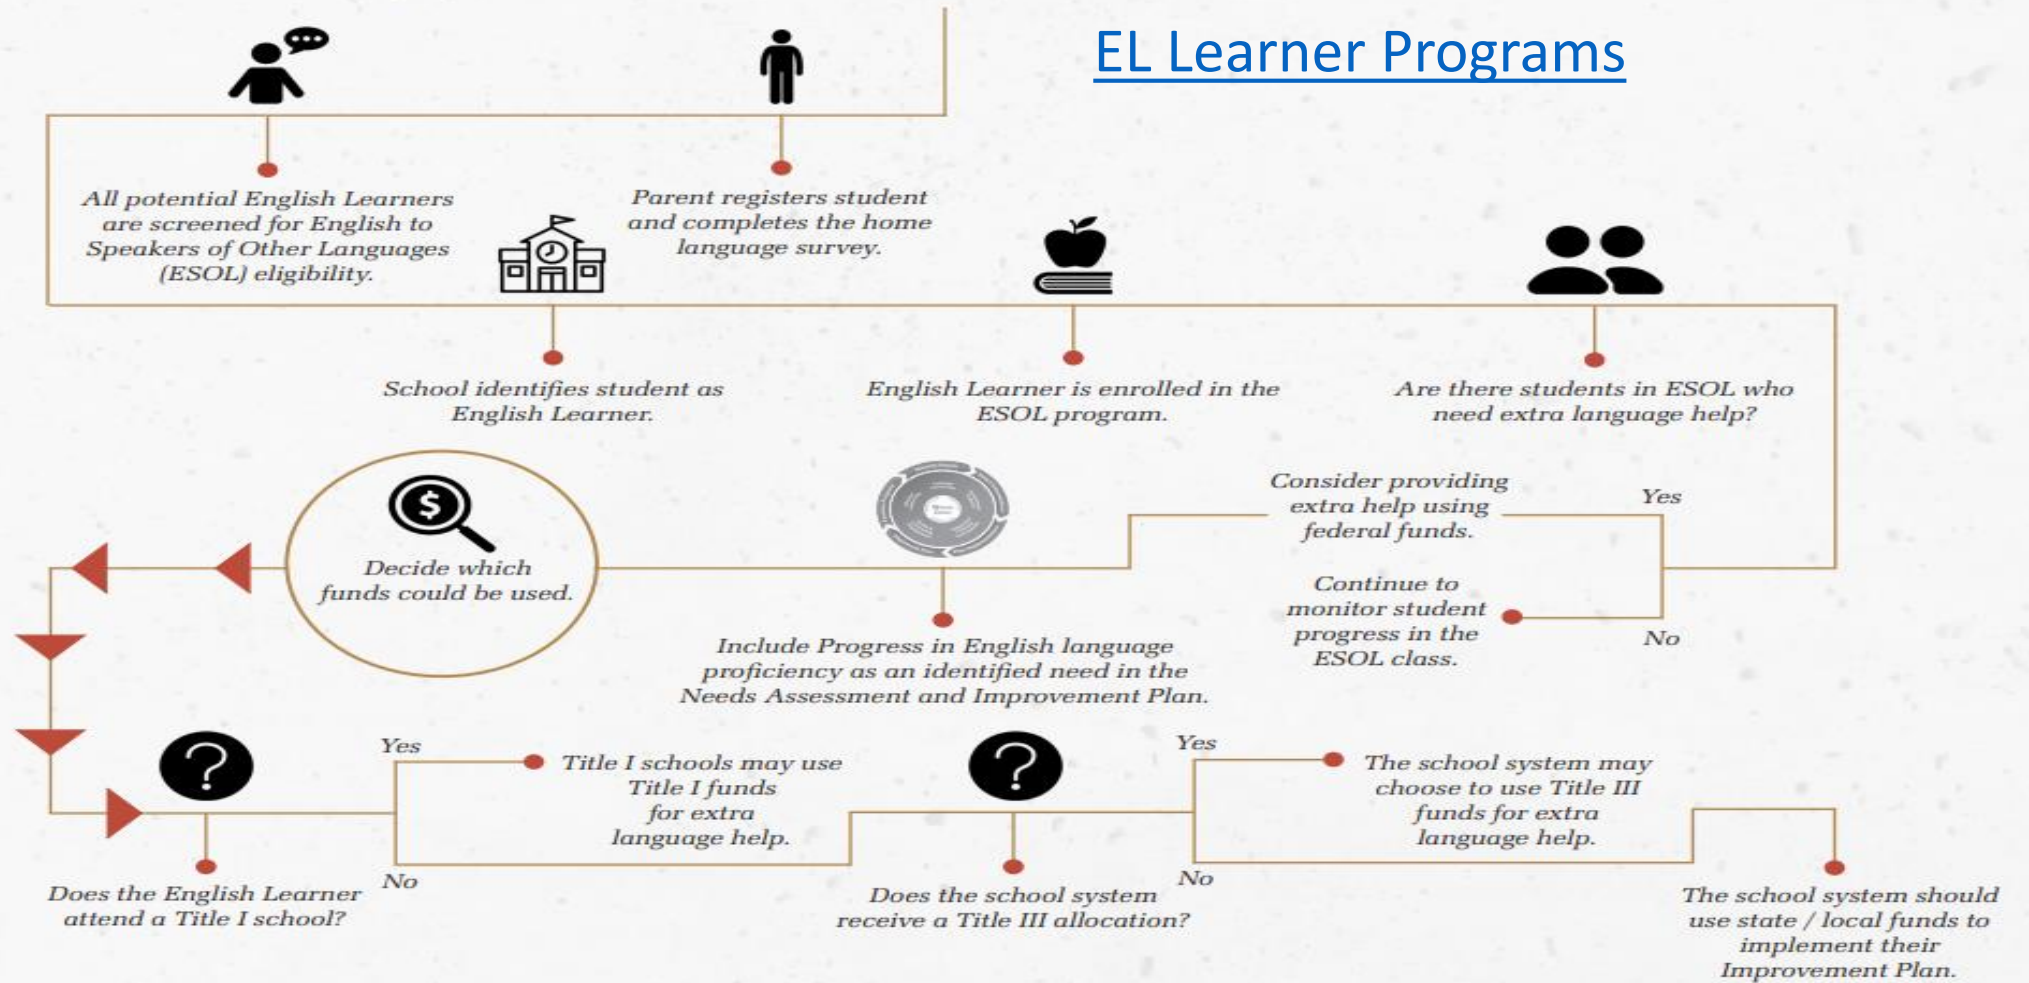 EL Learner Programs
All potential English Learners
are screened for English to
Speakers of Other Languages
(ESOL) eligibility.
Parent registers student
and completes the home
language survey.
School identifies student as
English Learner.
English Learner is enrolled in the
ESOL program.
Are there students in ESOL who
need extra language help?
Consider providing
extra help using
federal funds.
Yes
Continue to
monitor student
progress in the
ESOL class.
No
Include Progress in English language
proficiency as an identified need in the
Needs Assessment and Improvement Plan.
$
Decide which
funds could be used.
?
Does the English Learner
attend a Title I school?
Yes
Title I schools may use
Title I funds
for extra
language help.
No
?
Does the school system
receive a Title III allocation?
Yes
The school system may
choose to use Title III
funds for extra
language help.
No
The school system should
use state / local funds to
implement their
Improvement Plan.